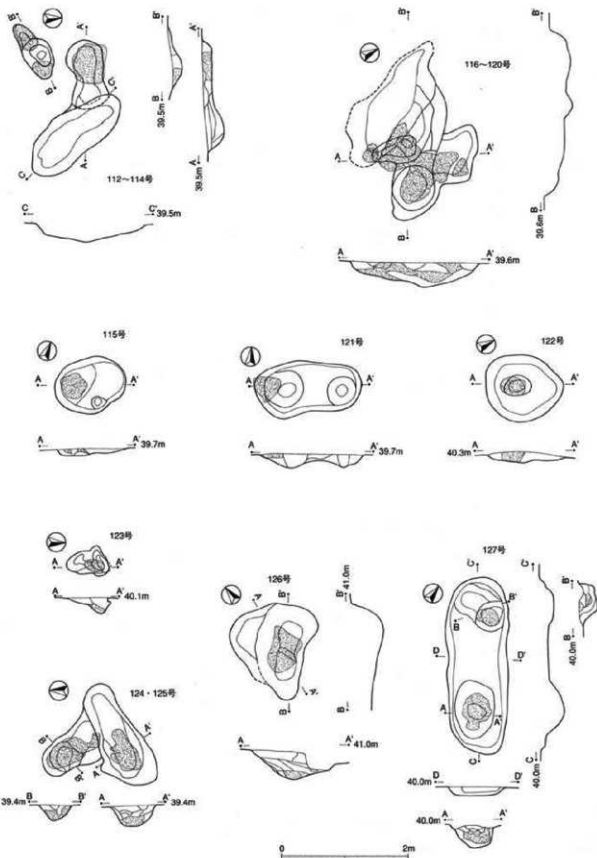 B' A' B' A'
B C' B
39.5m
C A A
39.5m
112～114号
C C' 39.5m
B' B'
116～120号
A A'
B B
39.6m
A A' 39.6m
115号
A A'
A A' 39.7m
121号
A A'
A A' 39.7m
122号
A A'
40.3m A A'
123号
A A'
A A' 40.1m
126号
A' B' B' 41.0m
A' B B
A A' 41.0m
127号
C C
B' B'
B B 40.0m
D D'
A A'
C C 40.0m
40.0m D D'
40.0m A A'
124・125号
B A' B' A
39.4m B B' A A' 39.4m
0 2m